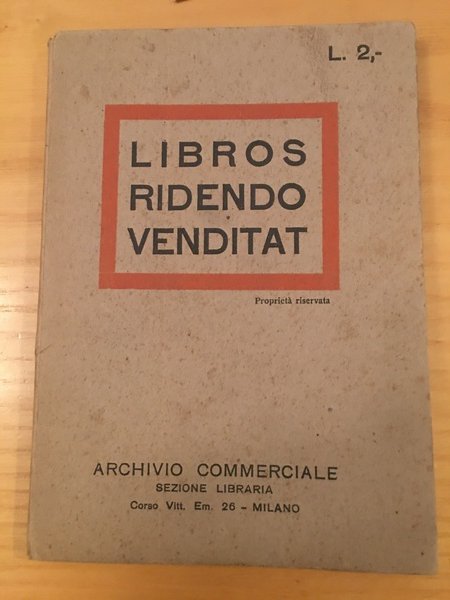 L. 2,-
LIBROS
RIDENDO
VENDITAT
Proprietà riservata
ARCHIVIO COMMERCIALE
SEZIONE LIBRARIA
Corso Vitt. Em. 26 - MILANO